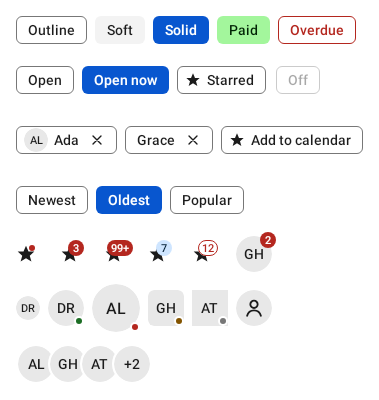 Outline Soft Solid Paid Overdue
Open Open now Starred Off
AL Ada Grace Add to calendar
Newest Oldest Popular
3 99+ 7 12 GH 2
DR DR AL GH AT
AL GH AT +2